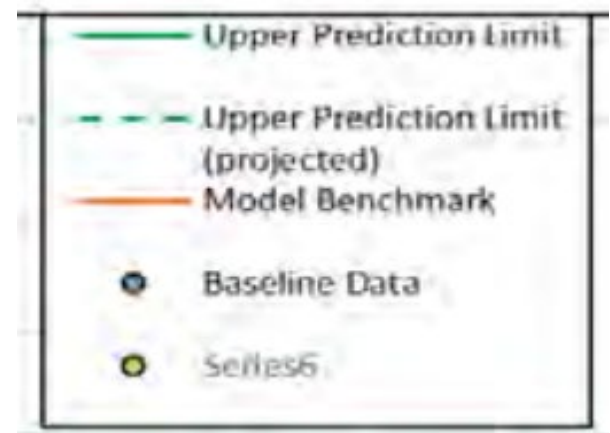 Upper Prediction Limit
Upper Prediction Limit
(projected)
Model Benchmark
Baseline Data
Series6